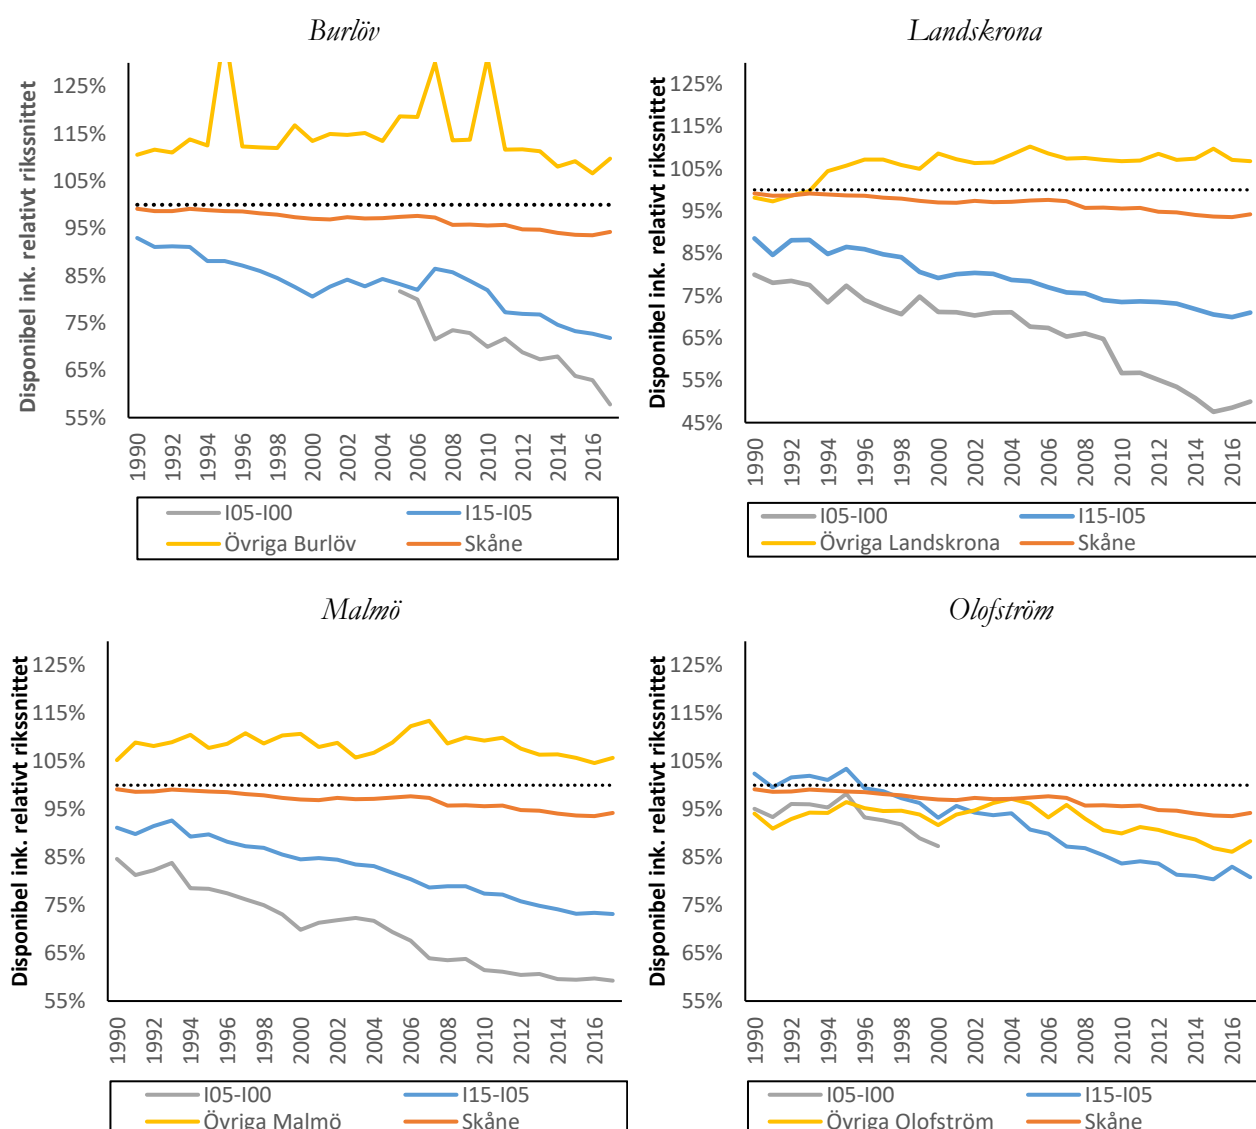 Burlöv
Disponibel ink. relativt rikssnittet
125%
115%
105%
95%
85%
75%
65%
55%
1990 1992 1994 1996 1998 2000 2002 2004 2006 2008 2010 2012 2014 2016
I05-I00 I15-I05
Övriga Burlöv Skåne
Landskrona
Disponibel ink. relativt rikssnittet
125%
115%
105%
95%
85%
75%
65%
55%
45%
1990 1992 1994 1996 1998 2000 2002 2004 2006 2008 2010 2012 2014 2016
I05-I00 I15-I05
Övriga Landskrona Skåne
Malmö
Disponibel ink. relativt rikssnittet
125%
115%
105%
95%
85%
75%
65%
55%
1990 1992 1994 1996 1998 2000 2002 2004 2006 2008 2010 2012 2014 2016
I05-I00 I15-I05
Övriga Malmö Skåne
Olofström
Disponibel ink. relativt rikssnittet
125%
115%
105%
95%
85%
75%
65%
55%
1990 1992 1994 1996 1998 2000 2002 2004 2006 2008 2010 2012 2014 2016
I05-I00 I15-I05
Övriga Olofström Skåne